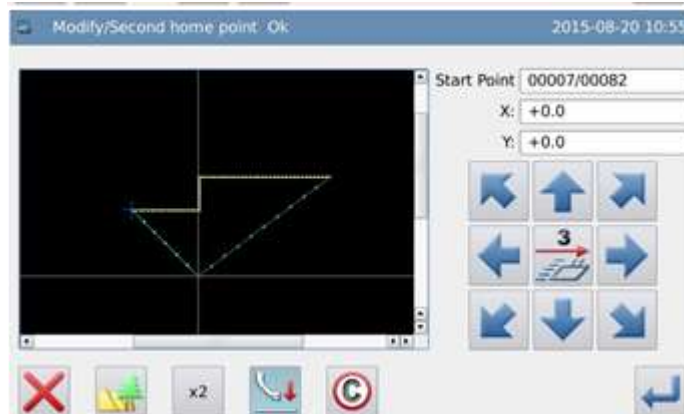 Modify/Second home point Ok 2015-08-20 10:55
Start Point 00007/00082
X: +0.0
Y: +0.0
3
x2
C